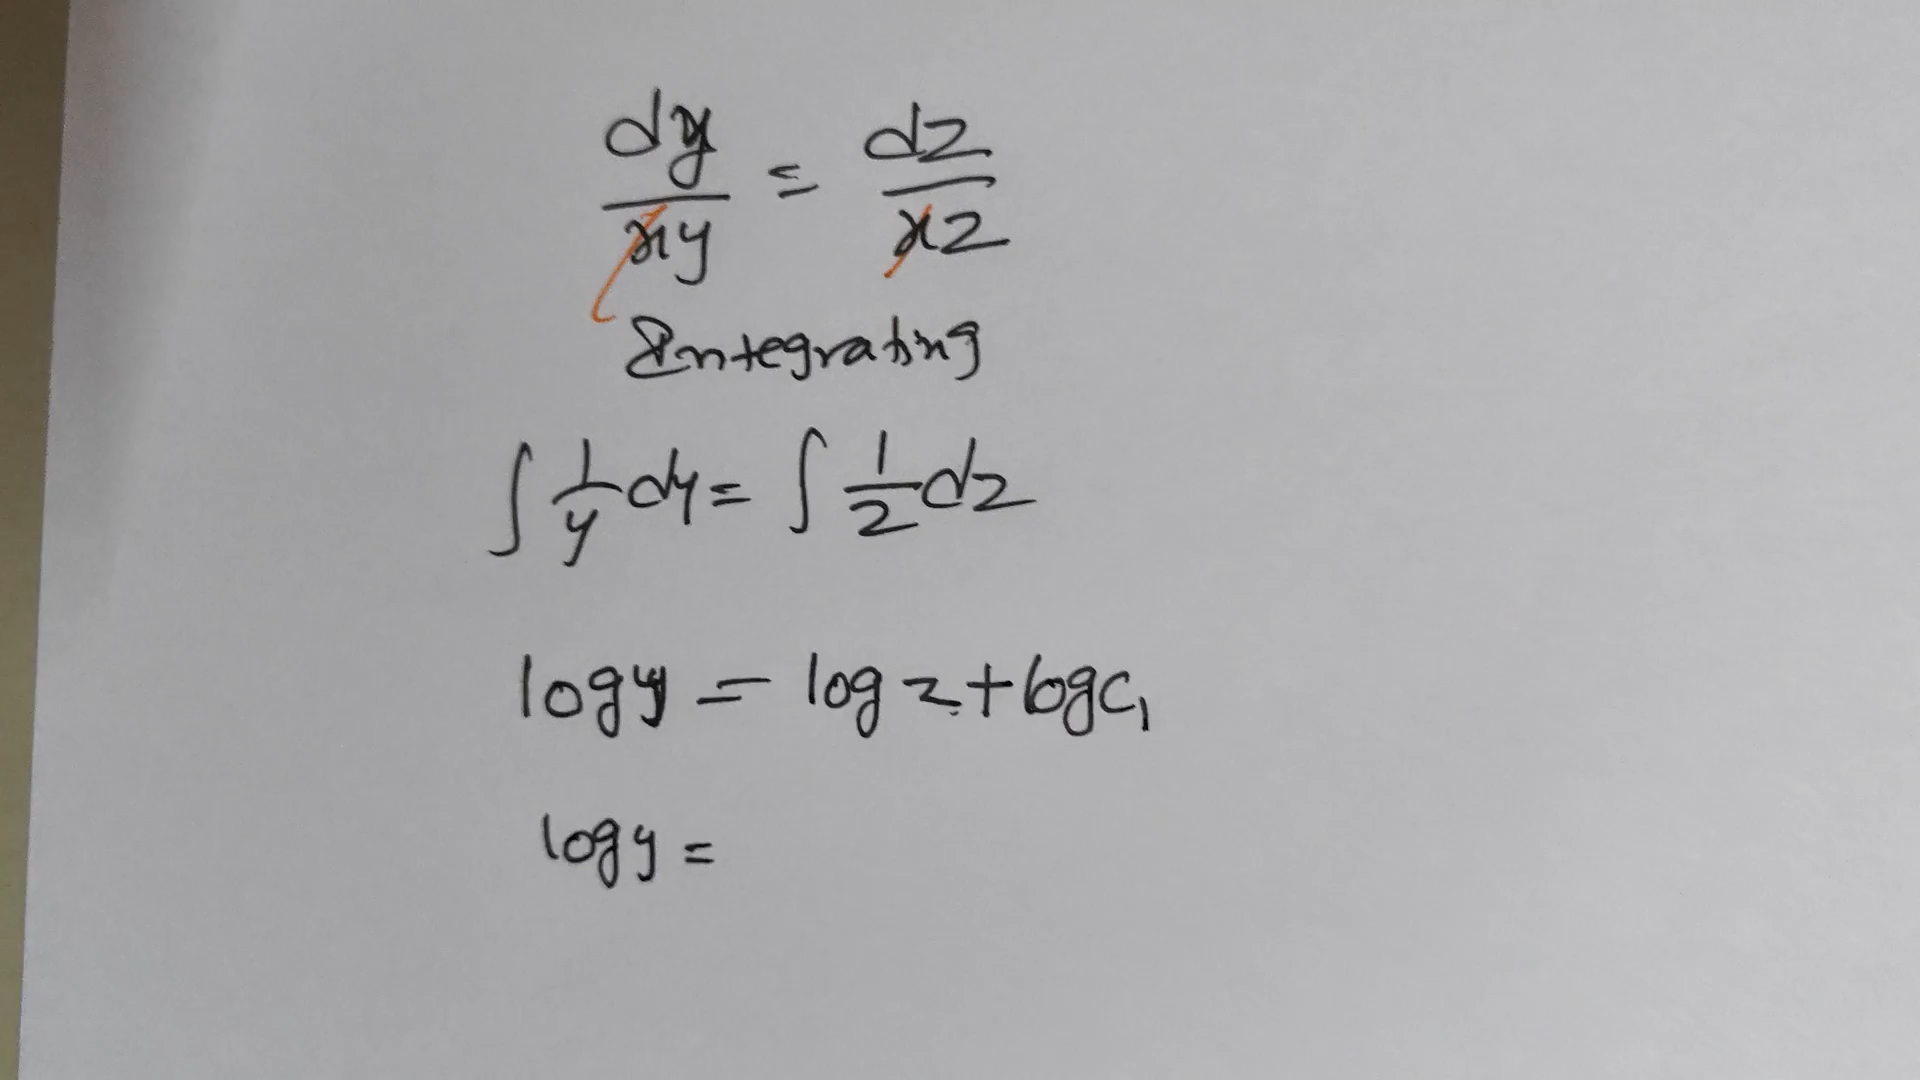 dy/xy = dz/xz
Integrating
∫ 1/y dy = ∫ 1/z dz
log y = log z + log c₁
log y =